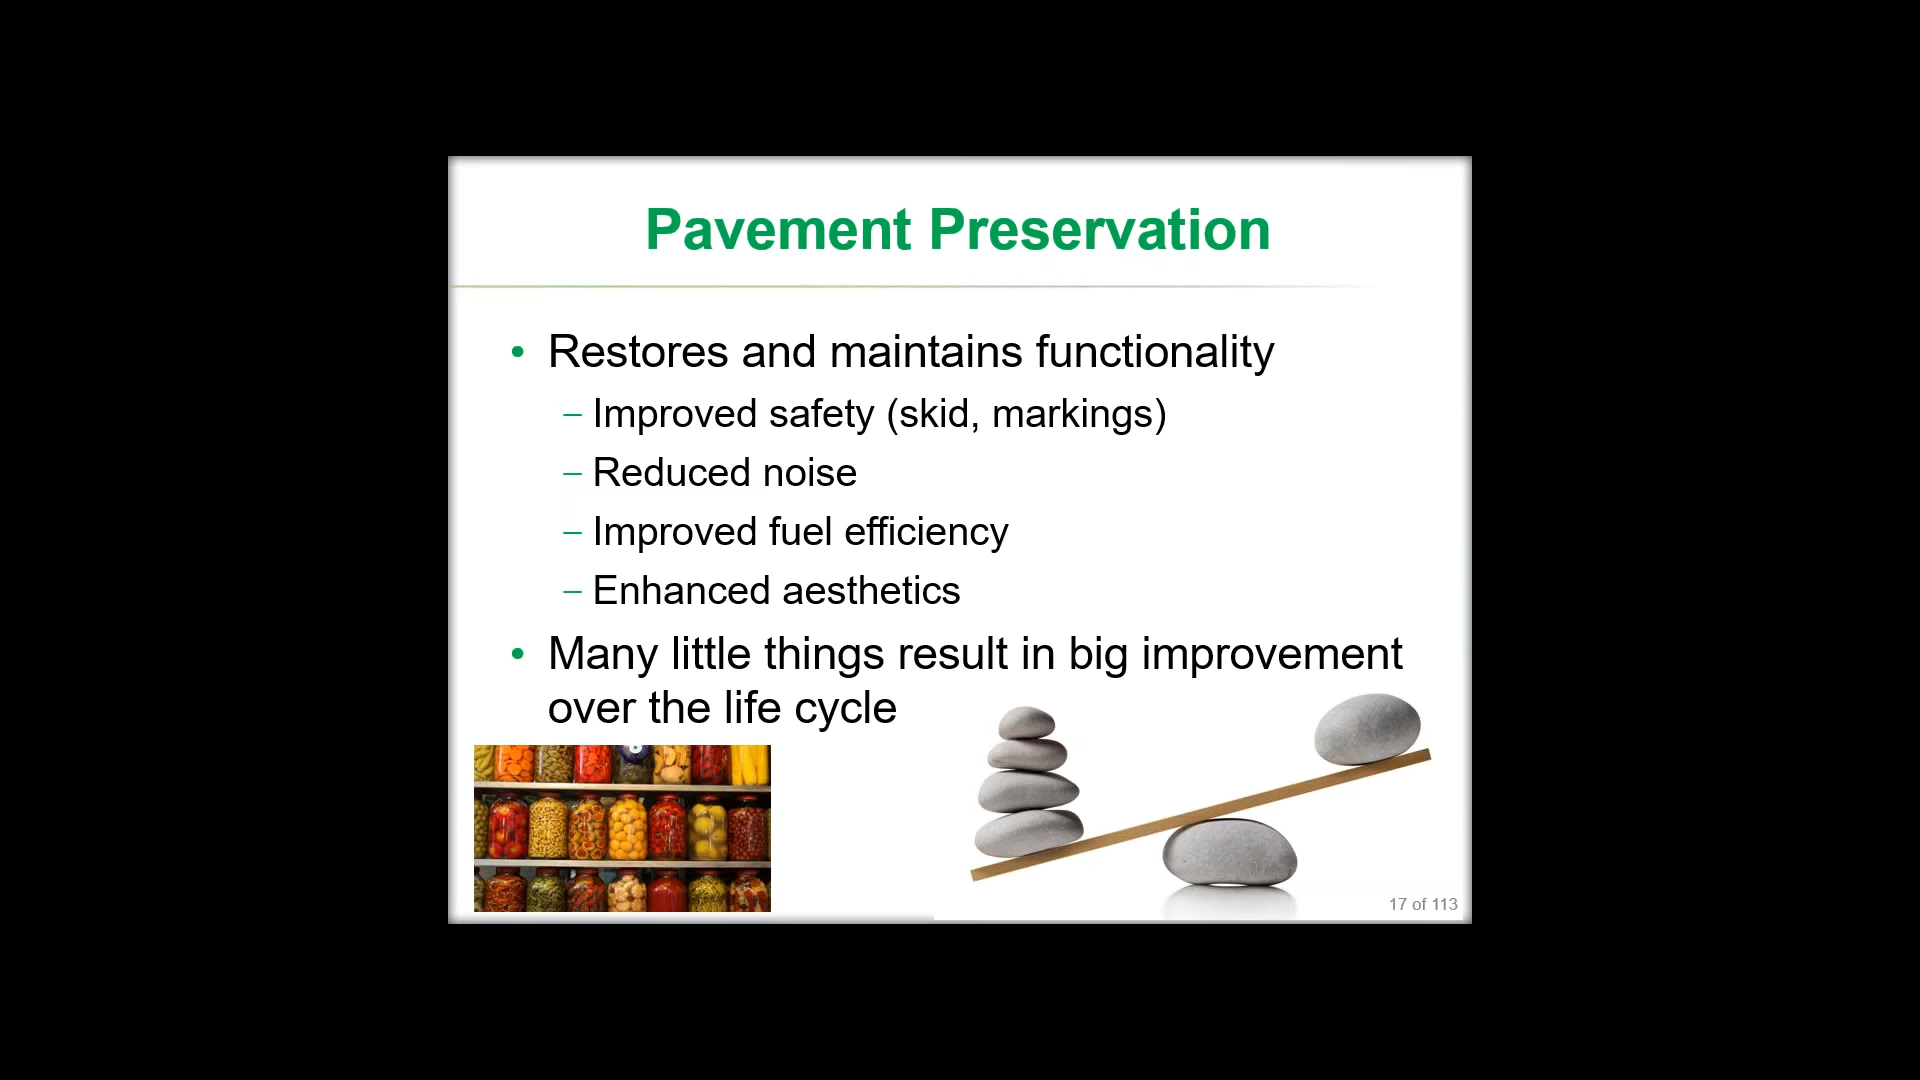 Pavement Preservation
• Restores and maintains functionality
– Improved safety (skid, markings)
– Reduced noise
– Improved fuel efficiency
– Enhanced aesthetics
• Many little things result in big improvement
over the life cycle
17 of 113